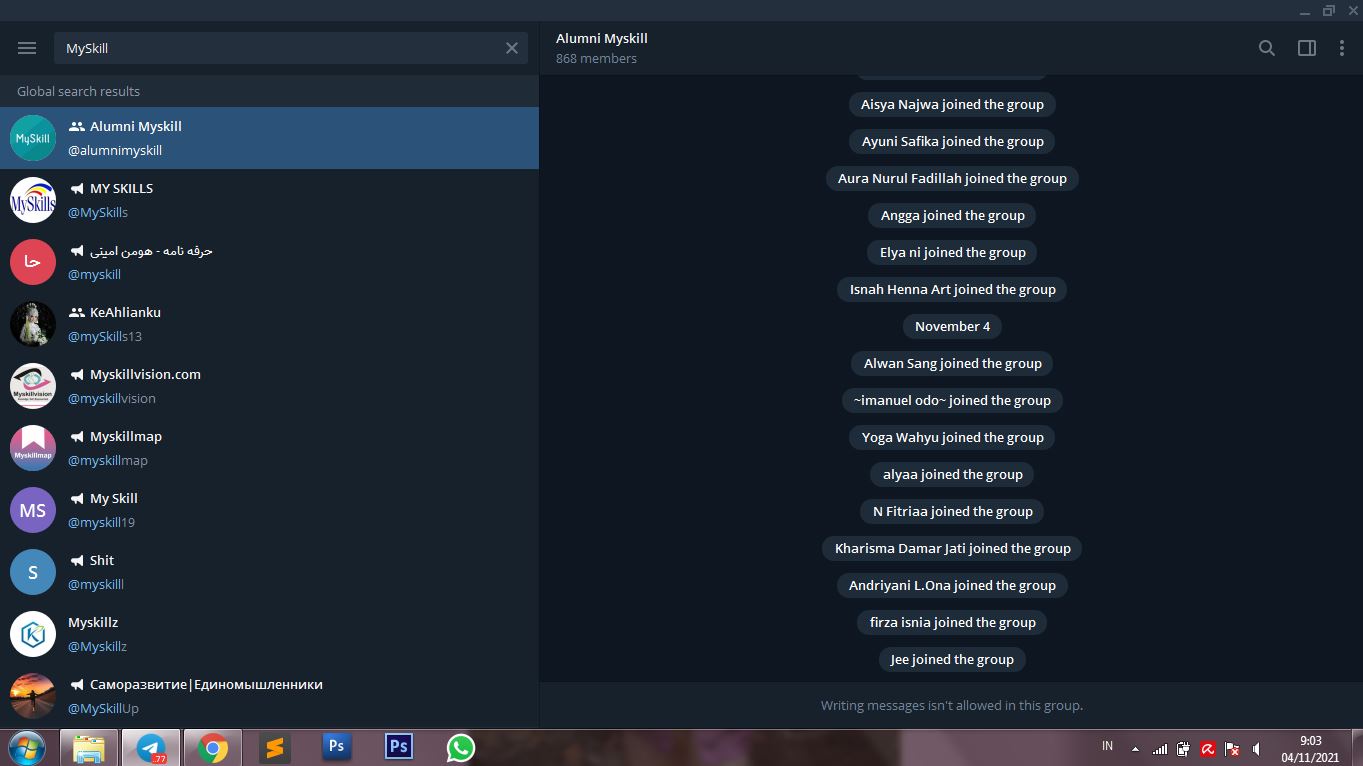 MySkill
Global search results
MySkill
Alumni Myskill
@alumnimyskill
MySkills
MY SKILLS
@MySkills
حا
حرفه نامه - هومن امینی
@myskill
KeAhlianku
@mySkills13
Myskillvision
Myskillvision.com
@myskillvision
Myskillmap
Myskillmap
@myskillmap
MS
My Skill
@myskill19
S
Shit
@myskilll
Myskillz
@Myskillz
Саморазвитие|Единомышленники
@MySkillUp
Alumni Myskill
868 members
Aisya Najwa joined the group
Ayuni Safika joined the group
Aura Nurul Fadillah joined the group
Angga joined the group
Elya ni joined the group
Isnah Henna Art joined the group
November 4
Alwan Sang joined the group
~imanuel odo~ joined the group
Yoga Wahyu joined the group
alyaa joined the group
N Fitriaa joined the group
Kharisma Damar Jati joined the group
Andriyani L.Ona joined the group
firza isnia joined the group
Jee joined the group
Writing messages isn't allowed in this group.
..77
Ps
Ps
IN
9:03
04/11/2021